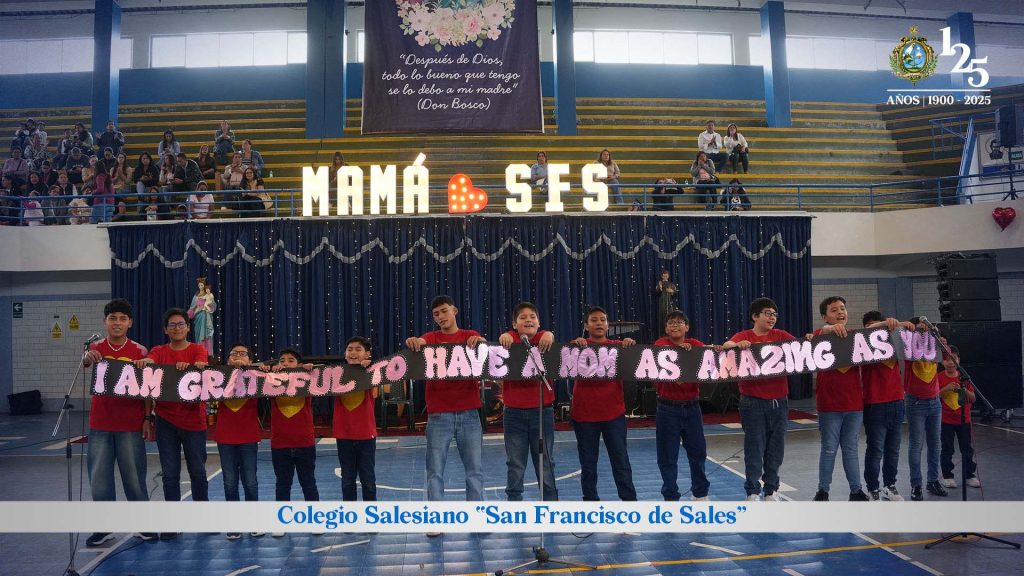 "Después de Dios,
todo lo bueno que tengo
se lo debo a mi madre"
(Don Bosco)
125
AÑOS | 1900 - 2025
MAMÁ SFS
I AM GRATEFUL TO HAVE A MOM AS AMAZING AS YOU
Colegio Salesiano "San Francisco de Sales"